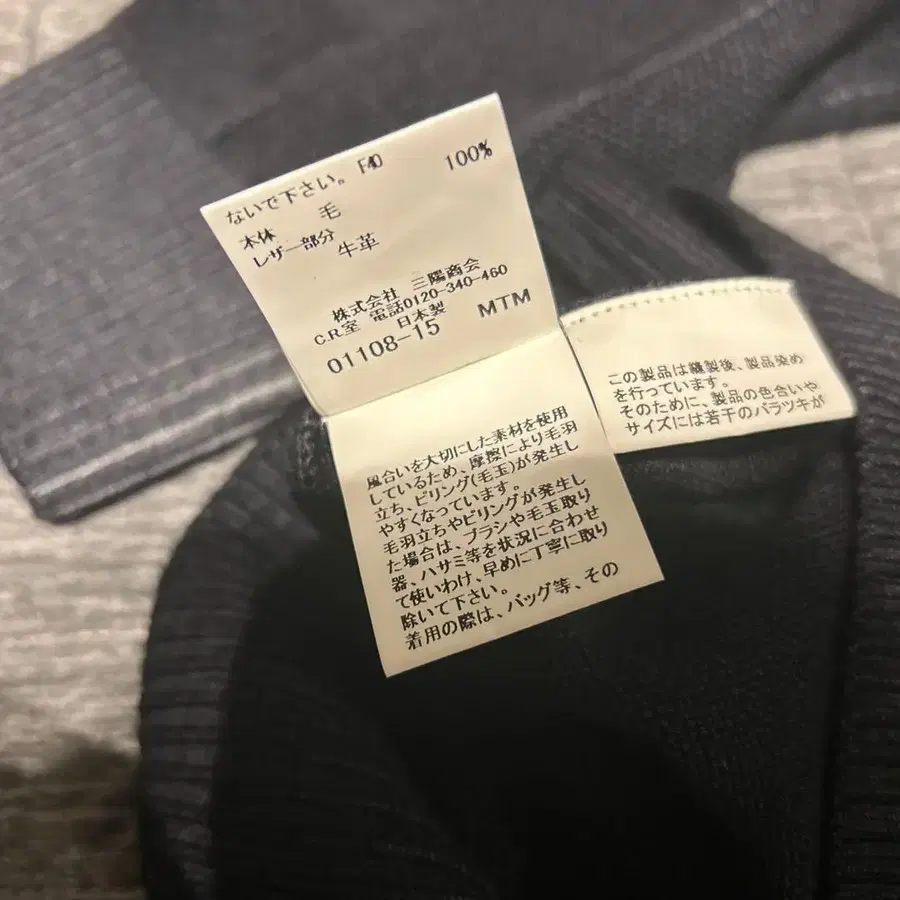 ないで下さい。 F40
本体 毛 100%
レザー部分
牛革
株式会社 三陽商会
C.R室 電話0120-340-460
日本製
01108-15 MTM
風合いを大切にした素材を使用
しているため、摩擦により毛羽
立ち、ピリング(毛玉)が発生し
やすくなっています。
毛羽立ちやピリングが発生し
た場合は、ブラシや毛玉取り
器、ハサミ等を状況に合わせ
て使いわけ、早めに丁寧に取り
除いて下さい。
着用の際は、バッグ等、その
この製品は縫製後、製品染め
を行っています。
そのために、製品の色合いや
サイズには若干のバラツキが